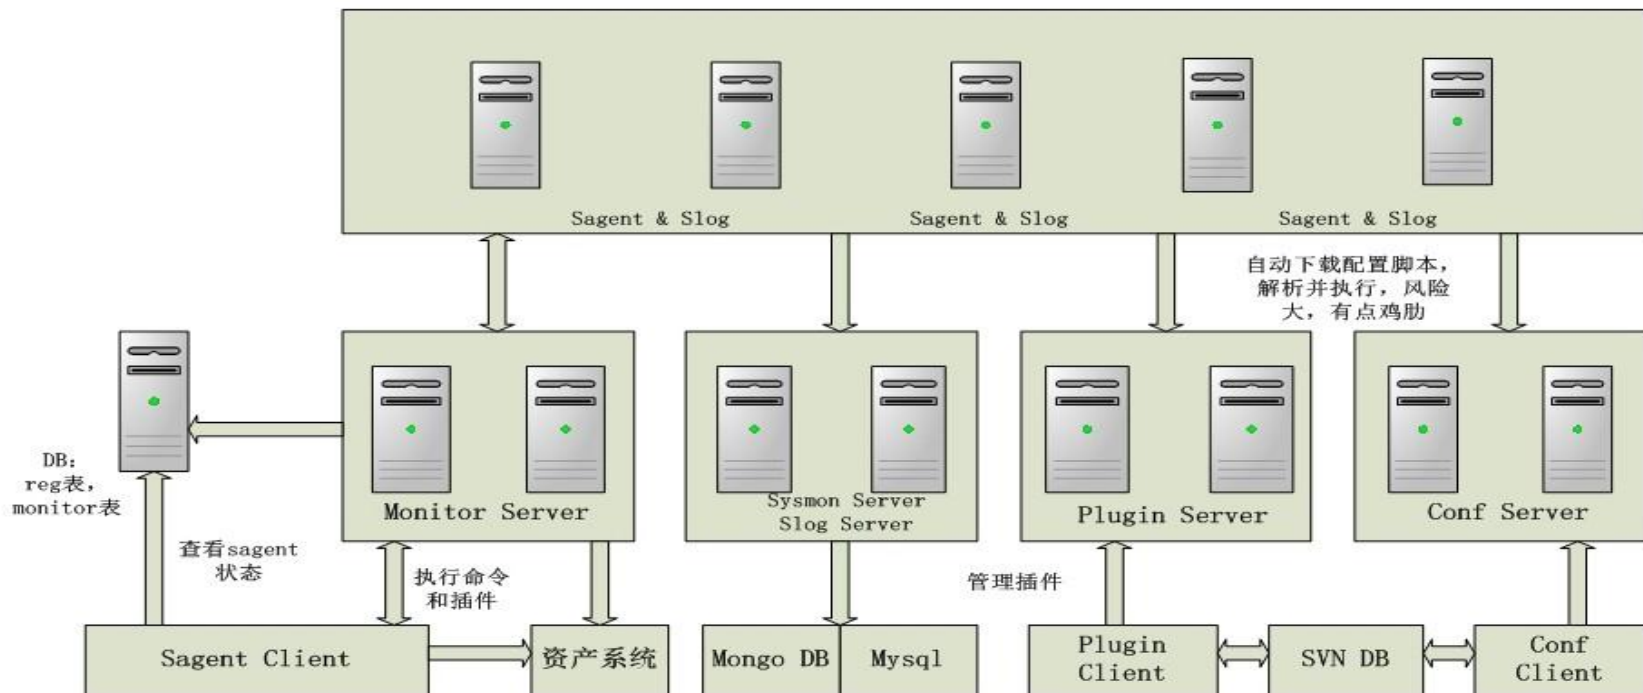 Sagent & Slog
Sagent & Slog
Sagent & Slog
自动下载配置脚本,
解析并执行, 风险
大, 有点鸡肋
DB:
reg表,
monitor表
Monitor Server
Sysmon Server
Slog Server
Plugin Server
Conf Server
查看sagent
状态
执行命令
和插件
管理插件
Sagent Client
资产系统
Mongo DB
Mysql
Plugin
Client
SVN DB
Conf
Client